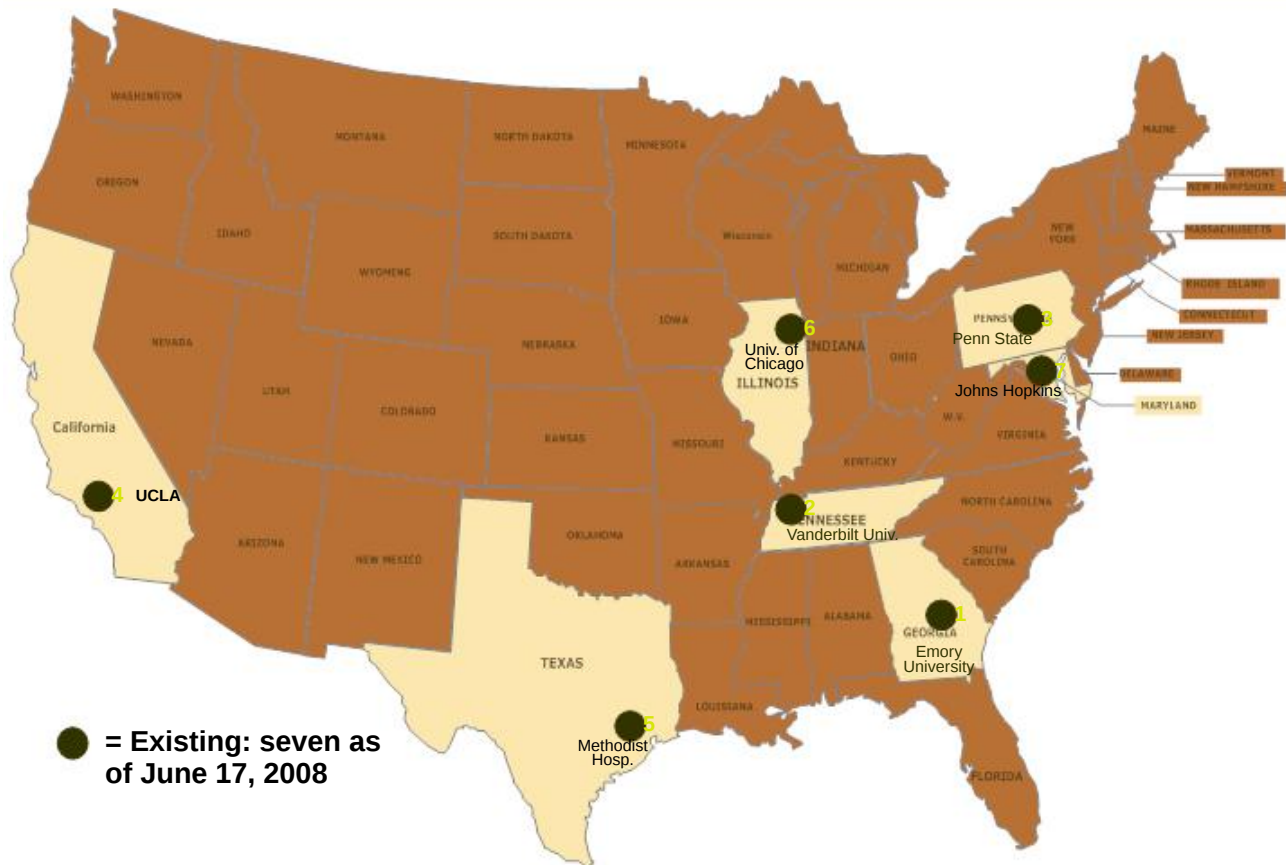 WASHINGTON
OREGON
IDAHO
MONTANA
NORTH DAKOTA
SOUTH DAKOTA
WYOMING
NEBRASKA
NEVADA
UTAH
COLORADO
KANSAS
California
4 UCLA
ARIZONA
NEW MEXICO
OKLAHOMA
TEXAS
5
Methodist
Hosp.
MINNESOTA
IOWA
MISSOURI
ARKANSAS
LOUISIANA
Wisconsin
MICHIGAN
6
Univ. of
Chicago
ILLINOIS
INDIANA
OHIO
KENTUCKY
2
ENNESSEE
Vanderbilt Univ.
MISSISSIPPI
ALABAMA
1
GEORGIA
Emory
University
FLORIDA
SOUTH
CAROLINA
NORTH CAROLINA
VIRGINIA
W.V.
Johns Hopkins
PENNSY
3
Penn State
NEW
YORK
MAINE
VERMONT
NEW HAMPSHIRE
MASSACHUSETTS
RHODE ISLAND
CONNECTICUT
NEW JERSEY
DELAWARE
MARYLAND
= Existing: seven as
of June 17, 2008